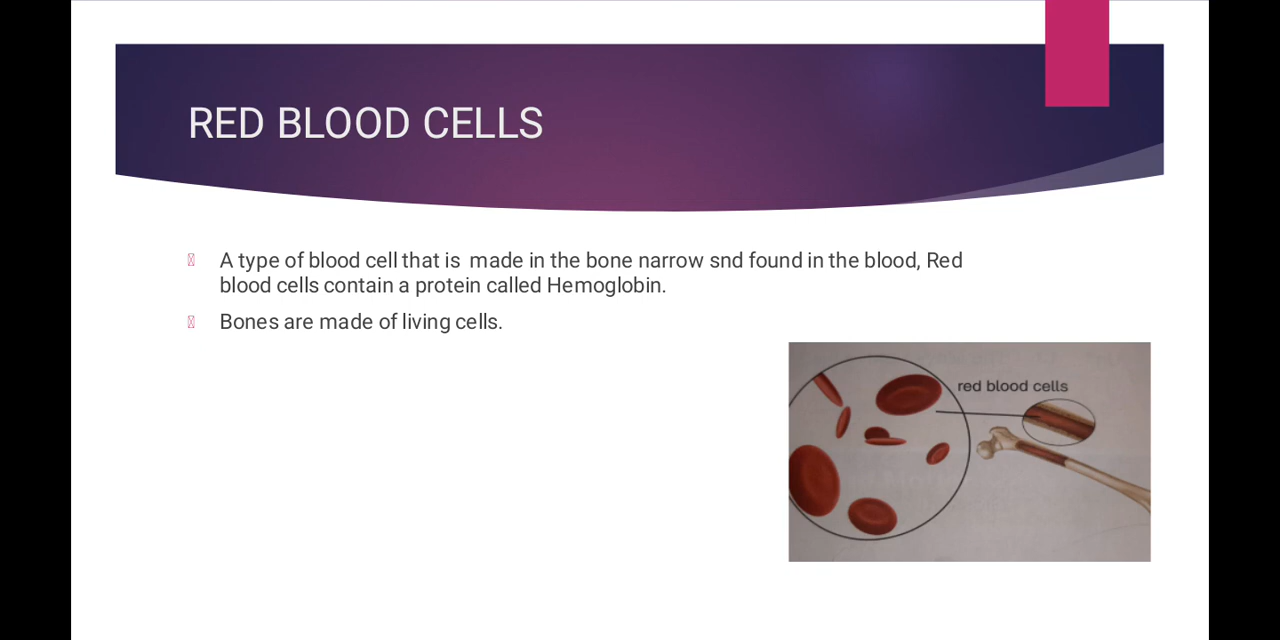 RED BLOOD CELLS
A type of blood cell that is made in the bone narrow snd found in the blood, Red
blood cells contain a protein called Hemoglobin.
Bones are made of living cells.
red blood cells